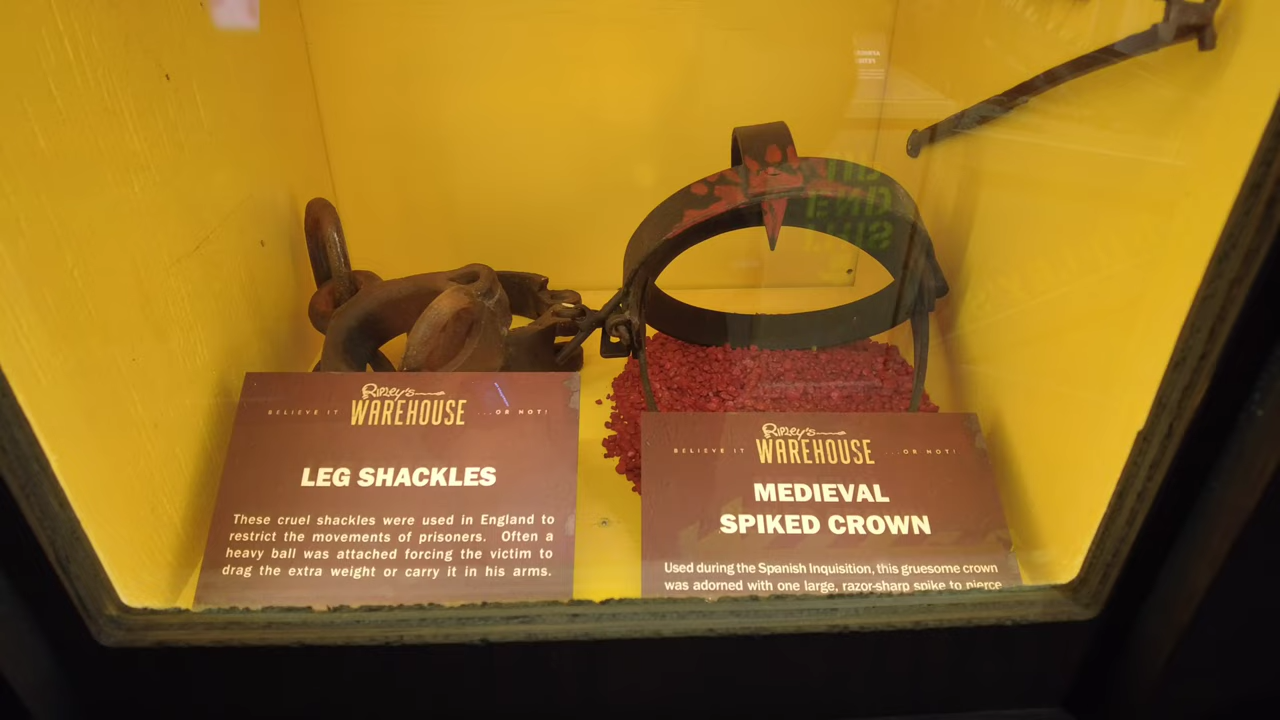 Ripley's
BELIEVE IT WAREHOUSE ...OR NOT!
LEG SHACKLES
These cruel shackles were used in England to
restrict the movements of prisoners. Often a
heavy ball was attached forcing the victim to
drag the extra weight or carry it in his arms.
Ripley's
BELIEVE IT WAREHOUSE ...OR NOT!
MEDIEVAL
SPIKED CROWN
Used during the Spanish Inquisition, this gruesome crown
was adorned with one large, razor-sharp spike to pierce